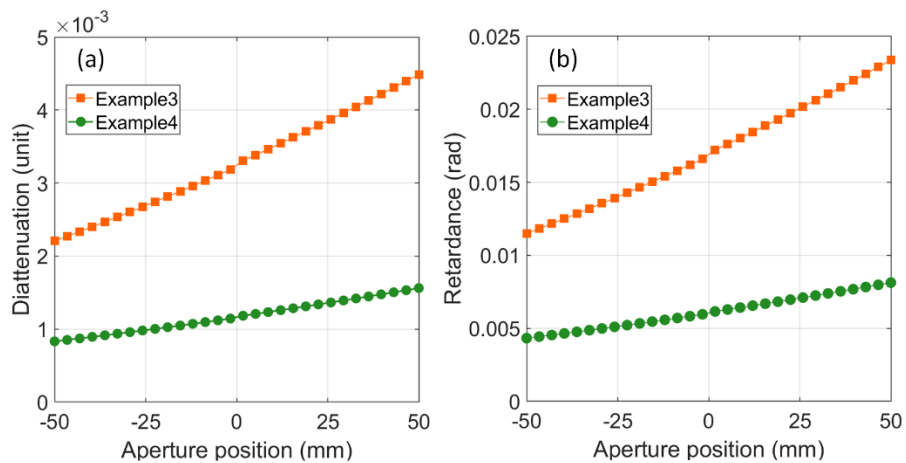 ×10⁻³
(a)
5
4
3
2
1
0
Diattenuation (unit)
Example3
Example4
-50 -25 0 25 50
Aperture position (mm)
(b)
0.025
0.02
0.015
0.01
0.005
0
Retardance (rad)
Example3
Example4
-50 -25 0 25 50
Aperture position (mm)